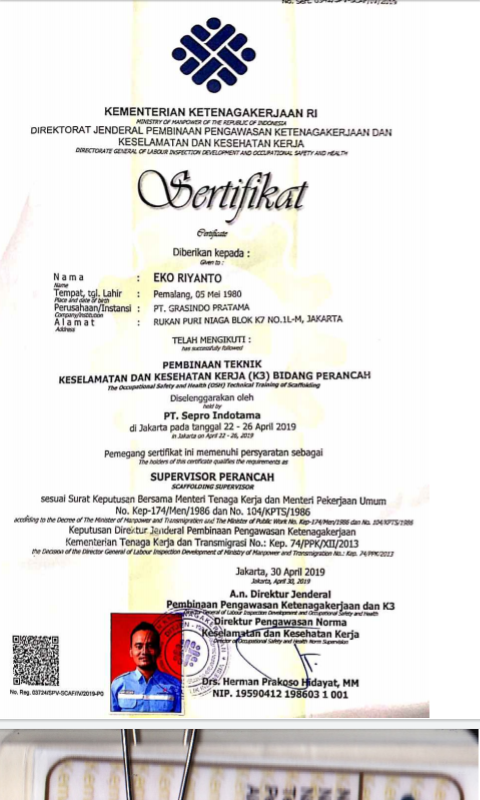 KEMENTERIAN KETENAGAKERJAAN RI
MINISTRY OF MANPOWER OF THE REPUBLIC OF INDONESIA
DIREKTORAT JENDERAL PEMBINAAN PENGAWASAN KETENAGAKERJAAN DAN
KESELAMATAN DAN KESEHATAN KERJA
DIRECTORATE GENERAL OF LABOUR INSPECTION DEVELOPMENT AND OCCUPATIONAL SAFETY AND HEALTH
Sertifikat
Certificate
Diberikan kepada :
Given to :
N a m a : EKO RIYANTO
Name
Tempat, tgl. Lahir : Pemalang, 05 Mei 1980
Place and date of birth
Perusahaan/Instansi : PT. GRASINDO PRATAMA
Company/Institution
A l a m a t : RUKAN PURI NIAGA BLOK K7 NO.1L-M, JAKARTA
Address
TELAH MENGIKUTI :
has successfully followed
PEMBINAAN TEKNIK
KESELAMATAN DAN KESEHATAN KERJA (K3) BIDANG PERANCAH
The Occupational Safety and Health (OSH) Technical Training of Scaffolding
Diselenggarakan oleh
held by
PT. Sepro Indotama
di Jakarta pada tanggal 22 - 26 April 2019
in Jakarta on April 22 - 26, 2019
Pemegang sertifikat ini memenuhi persyaratan sebagai
The holders of this certificate qualifies the requirements as
SUPERVISOR PERANCAH
SCAFFOLDING SUPERVISOR
sesuai Surat Keputusan Bersama Menteri Tenaga Kerja dan Menteri Pekerjaan Umum
No. Kep-174/Men/1986 dan No. 104/KPTS/1986
according to the Decree of The Minister of Manpower and Transmigration and The Minister of Public Work No. Kep-174/Men/1986 dan No. 104/KPTS/1986
Keputusan Direktur Jenderal Pembinaan Pengawasan Ketenagakerjaan
Kementerian Tenaga Kerja dan Transmigrasi No.: Kep. 74/PPK/XII/2013
the Decision of the Director General of Labour Inspection Development of Ministry of Manpower and Transmigration No.: Kep. 74/PPK/2013
Jakarta, 30 April 2019
Jakarta, April 30, 2019
A.n. Direktur Jenderal
Pembinaan Pengawasan Ketenagakerjaan dan K3
Director General of Labour Inspection Development and Occupational Safety and Health
Direktur Pengawasan Norma
Keselamatan dan Kesehatan Kerja
Director of Occupational Safety and Health Norm Supervision
Drs. Herman Prakoso Hidayat, MM
NIP. 19590412 198603 1 001
No. Reg. 03724/SPV-SCAF/IV/2019-P0